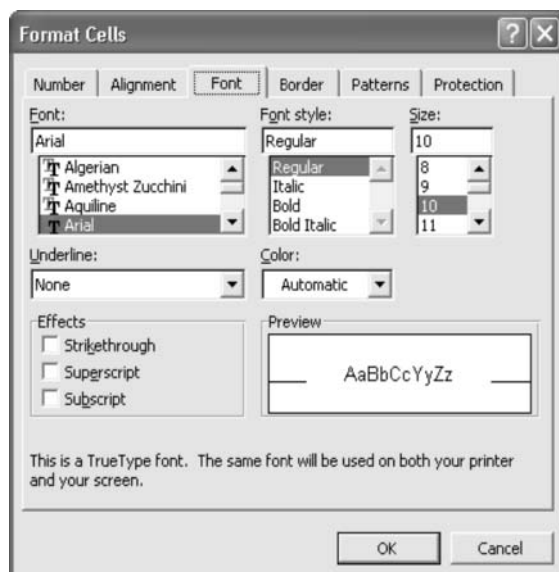 Format Cells
Number Alignment Font Border Patterns Protection
Font: Font style: Size:
Arial Regular 10
Algerian Regular 8
Amethyst Zucchini Italic 9
Aquiline Bold 10
Arial Bold Italic 11
Underline: Color:
None Automatic
Effects Preview
Strikethrough
Superscript AaBbCcYyZz
Subscript
This is a TrueType font. The same font will be used on both your printer
and your screen.
OK Cancel